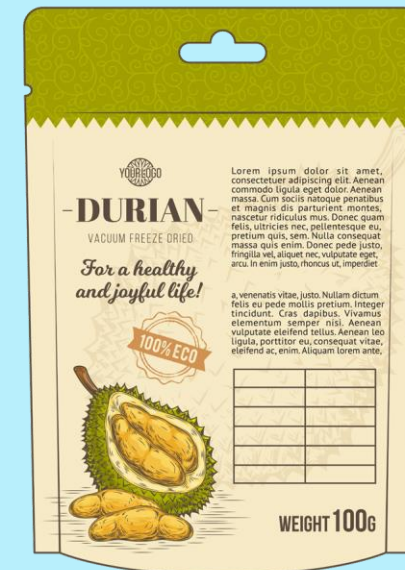 YOUR LOGO
-DURIAN-
VACUUM FREEZE DRIED
For a healthy
and joyful life!
100% ECO
Lorem ipsum dolor sit amet,
consectetuer adipiscing elit. Aenean
commodo ligula eget dolor. Aenean
massa. Cum sociis natoque penatibus
et magnis dis parturient montes,
nascetur ridiculus mus. Donec quam
felis, ultricies nec, pellentesque eu,
pretium quis, sem. Nulla consequat
massa quis enim. Donec pede justo,
fringilla vel, aliquet nec, vulputate eget,
arcu. In enim justo, rhoncus ut, imperdiet
a, venenatis vitae, justo. Nullam dictum
felis eu pede mollis pretium. Integer
tincidunt. Cras dapibus. Vivamus
elementum semper nisi. Aenean
vulputate eleifend tellus. Aenean leo
ligula, porttitor eu, consequat vitae,
eleifend ac, enim. Aliquam lorem ante,
WEIGHT 100G